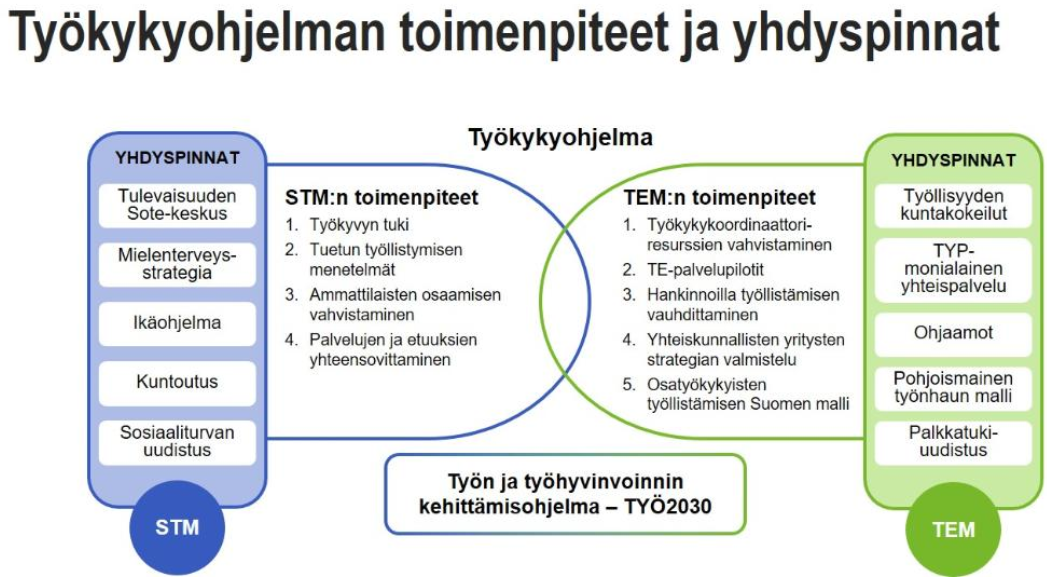 Työkykyohjelman toimenpiteet ja yhdyspinnat
Työkykyohjelma
YHDYSPINNAT
Tulevaisuuden
Sote-keskus
Mielenterveys-
strategia
Ikäohjelma
Kuntoutus
Sosiaaliturvan
uudistus
STM
STM:n toimenpiteet
1. Työkyvyn tuki
2. Tuetun työllistymisen
menetelmät
3. Ammattilaisten osaamisen
vahvistaminen
4. Palvelujen ja etuuksien
yhteensovittaminen
TEM:n toimenpiteet
1. Työkykykoordinaattori-
resurssien vahvistaminen
2. TE-palvelupilotit
3. Hankinnoilla työllistämisen
vauhdittaminen
4. Yhteiskunnallisten yritysten
strategian valmistelu
5. Osatyökykyisten
työllistämisen Suomen malli
YHDYSPINNAT
Työllisyyden
kuntakokeilut
TYP-
monialainen
yhteispalvelu
Ohjaamot
Pohjoismainen
työnhaun malli
Palkkatuki-
uudistus
TEM
Työn ja työhyvinvoinnin
kehittämisohjelma – TYÖ2030